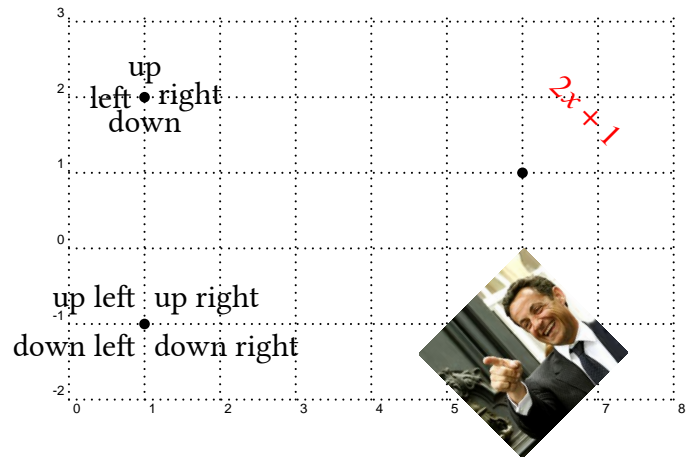 3
up
2
left right
down
2x + 1
1
0
up left up right
-1
down left down right
-2
0 1 2 3 4 5 6 7 8